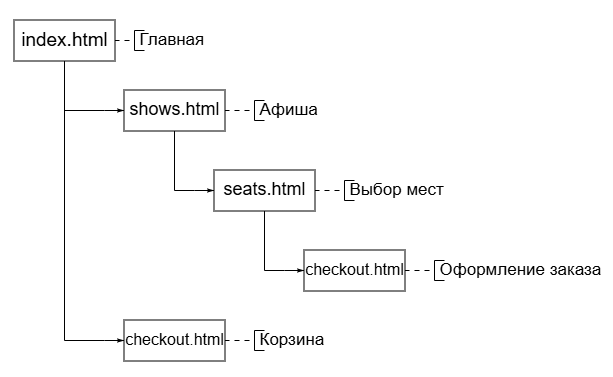 index.html Главная
shows.html Афиша
seats.html Выбор мест
checkout.html Оформление заказа
checkout.html Корзина